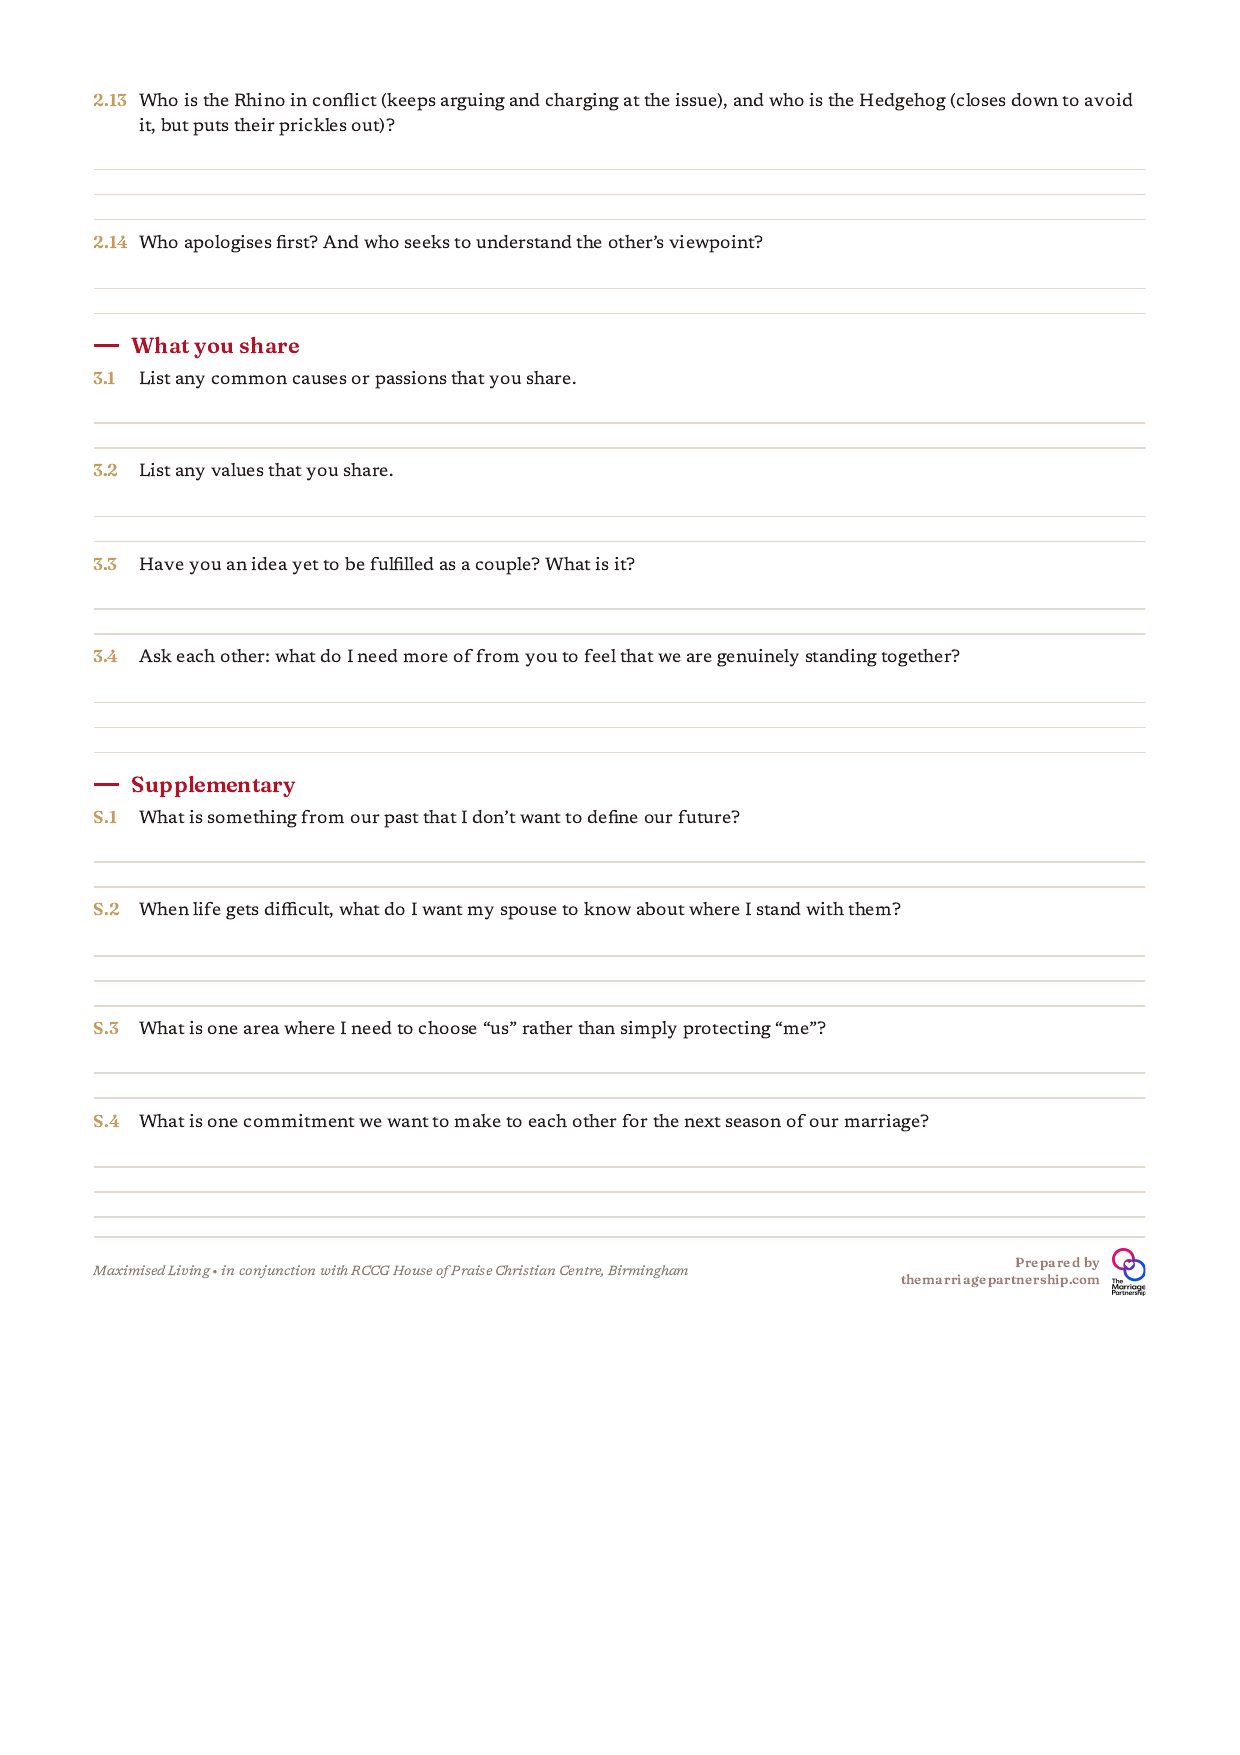 2.13 Who is the Rhino in conflict (keeps arguing and charging at the issue), and who is the Hedgehog (closes down to avoid
it, but puts their prickles out)?
2.14 Who apologises first? And who seeks to understand the other’s viewpoint?
What you share
3.1 List any common causes or passions that you share.
3.2 List any values that you share.
3.3 Have you an idea yet to be fulfilled as a couple? What is it?
3.4 Ask each other: what do I need more of from you to feel that we are genuinely standing together?
Supplementary
S.1 What is something from our past that I don’t want to define our future?
S.2 When life gets difficult, what do I want my spouse to know about where I stand with them?
S.3 What is one area where I need to choose “us” rather than simply protecting “me”?
S.4 What is one commitment we want to make to each other for the next season of our marriage?
Maximised Living • in conjunction with RCCG House of Praise Christian Centre, Birmingham
Prepared by
themarriagepartnership.com
The
Marriage
Partnership